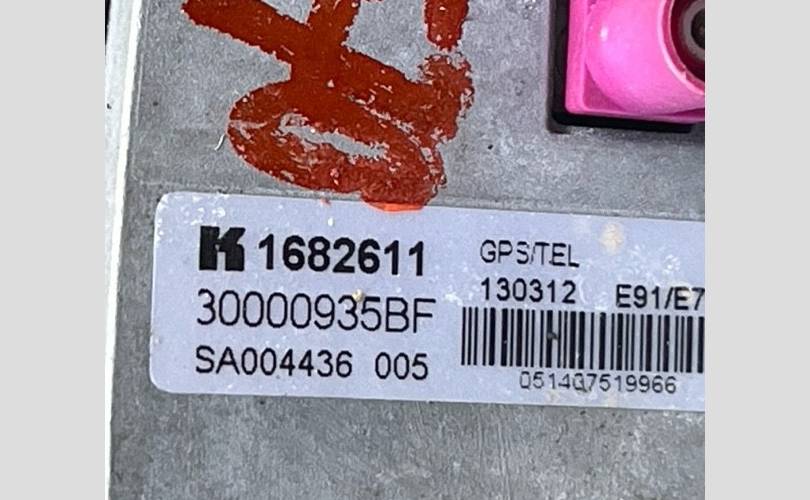 K 1682611
30000935BF
SA004436 005
GPS/TEL
130312 E91/E7
051407519966